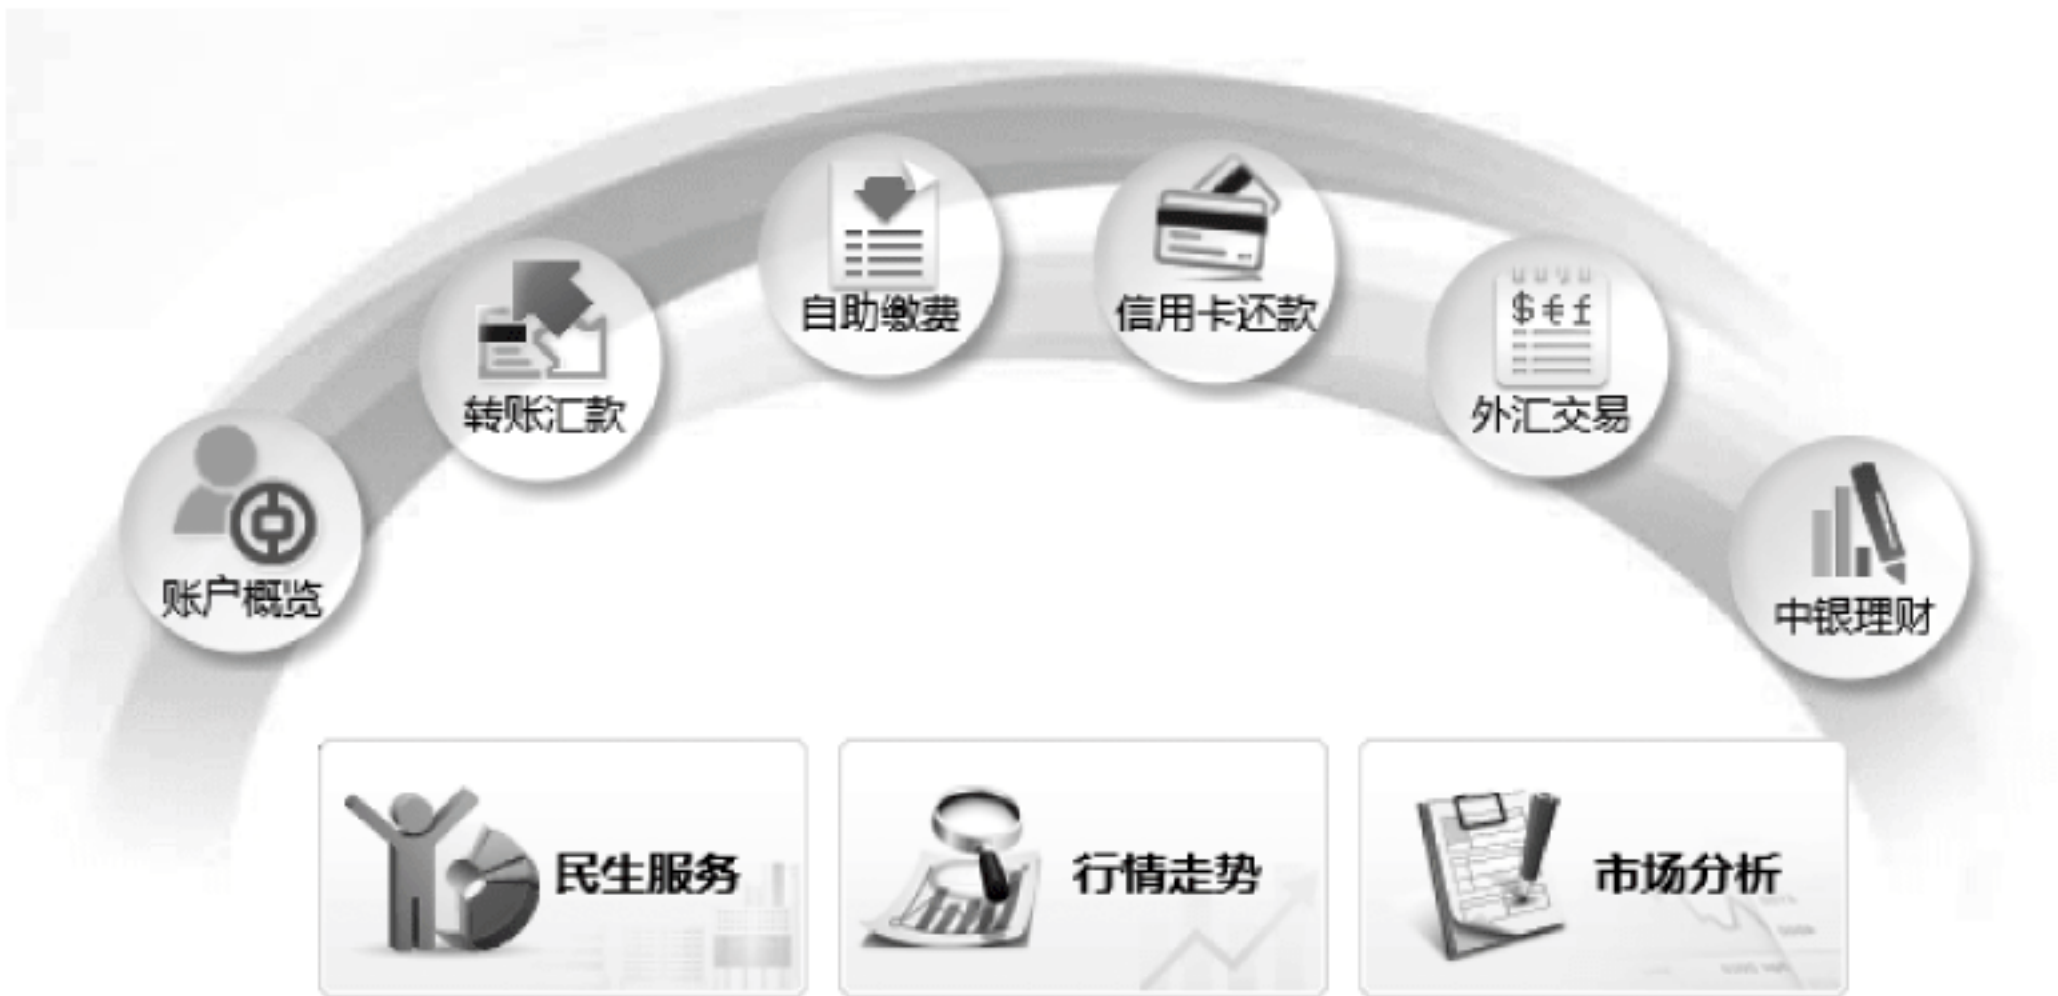 账户概览
转账汇款
自助缴费
信用卡还款
$ € £
外汇交易
中银理财
民生服务
行情走势
市场分析